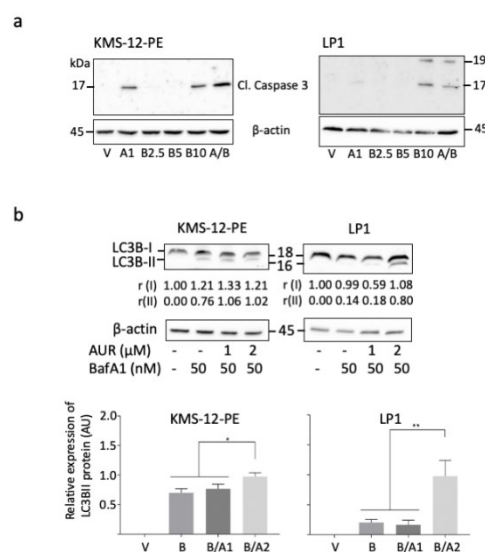 a
KMS-12-PE
LP1
kDa
17
Cl. Caspase 3
19
17
45
β-actin
45
V A1 B2.5 B5 B10 A/B
V A1 B2.5 B5 B10 A/B
b
KMS-12-PE
LP1
LC3B-I
LC3B-II
18
16
r (I) 1.00 1.21 1.33 1.21
r(II) 0.00 0.76 1.06 1.02
r (I) 1.00 0.99 0.59 1.08
r(II) 0.00 0.14 0.18 0.80
β-actin
45
AUR (μM) - - 1 2 - - 1 2
BafA1 (nM) - 50 50 50 - 50 50 50
Relative expression of
LC3BII protein (AU)
KMS-12-PE
2.0
1.0
0.5
*
V B B/A1 B/A2
LP1
**
V B B/A1 B/A2